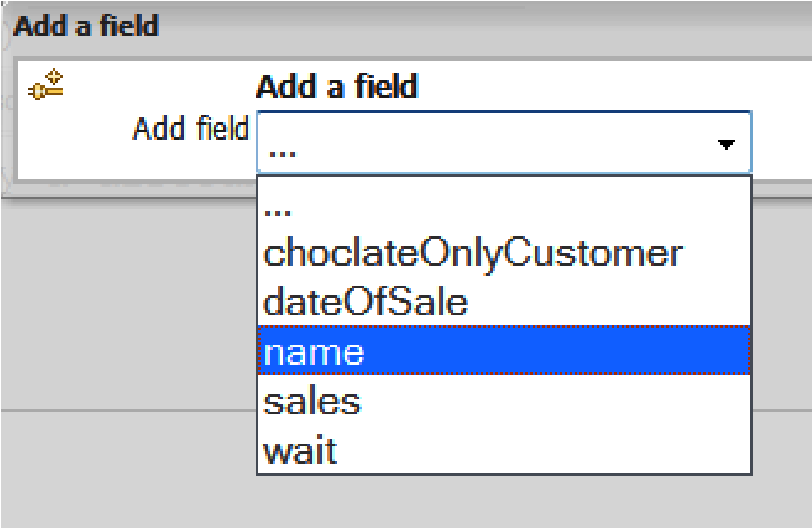 Add a field
Add a field
Add field ...
...
choclateOnlyCustomer
dateOfSale
name
sales
wait